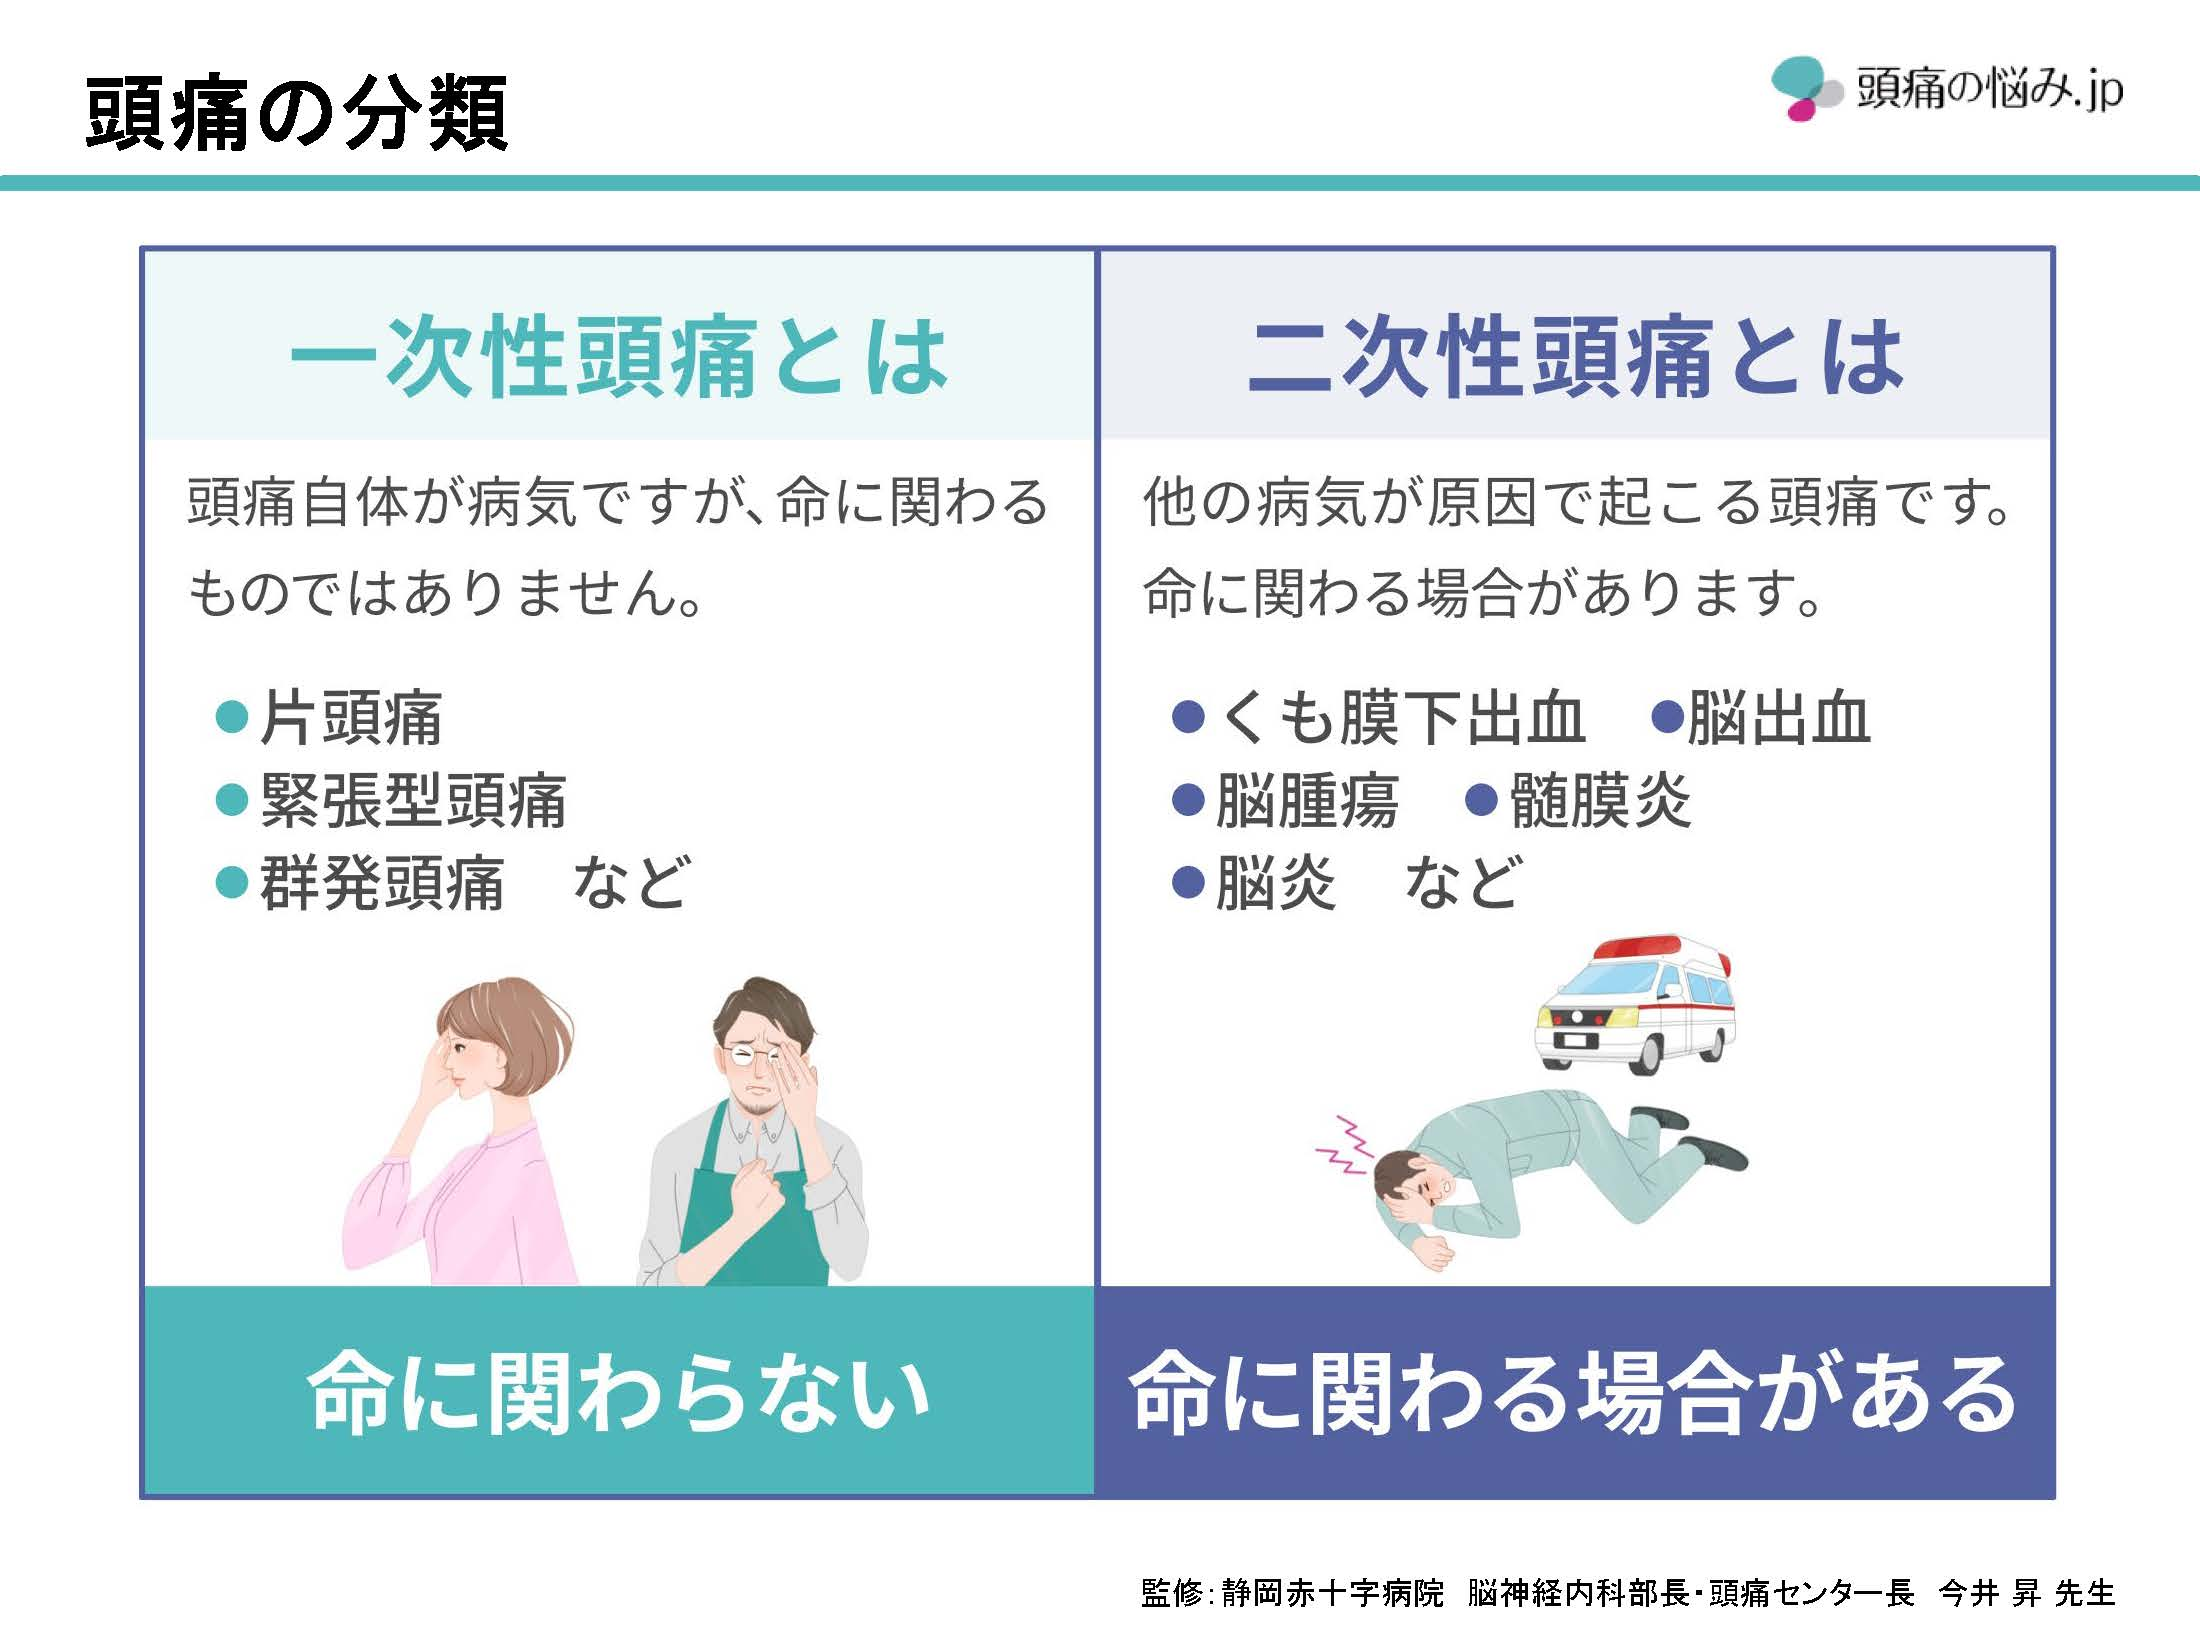 頭痛の分類
頭痛の悩み.jp
一次性頭痛とは
頭痛自体が病気ですが、命に関わる
ものではありません。
●片頭痛
●緊張型頭痛
●群発頭痛　など
命に関わらない
二次性頭痛とは
他の病気が原因で起こる頭痛です。
命に関わる場合があります。
●くも膜下出血　●脳出血
●脳腫瘍　●髄膜炎
●脳炎　など
命に関わる場合がある
監修：静岡赤十字病院　脳神経内科部長・頭痛センター長　今井 昇 先生